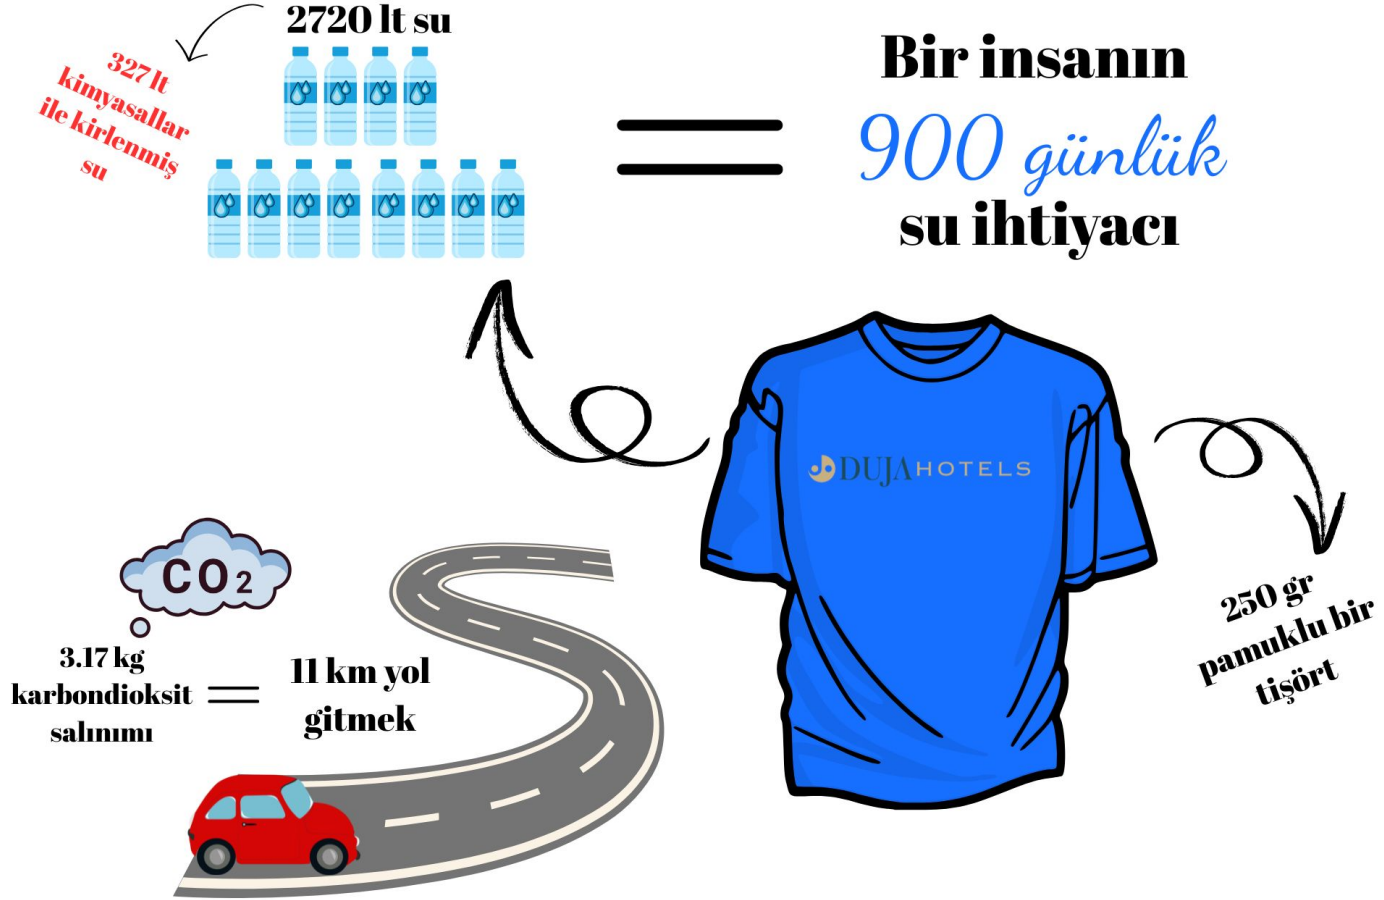 2720 lt su
327 lt
kimyasallar
ile kirlenmiş
su
Bir insanın
900 günlük
su ihtiyacı
DUJA HOTELS
250 gr
pamuklu bir
tişört
CO2
3.17 kg
karbondioksit
salınımı
11 km yol
gitmek